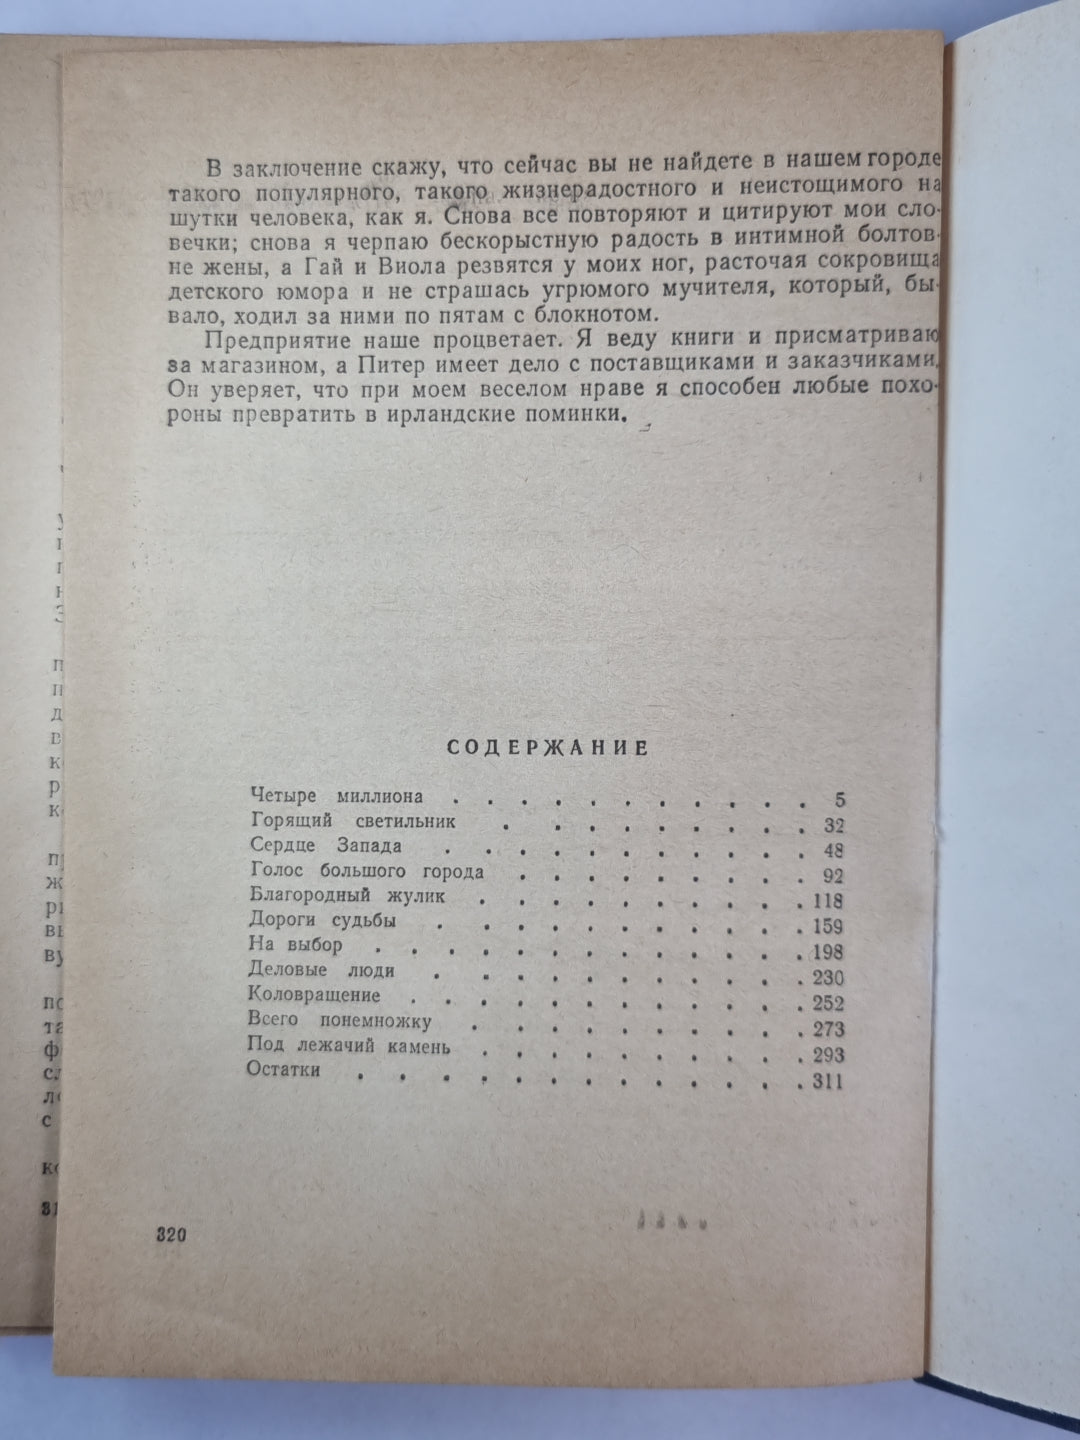 В заключение скажу, что сейчас вы не найдете в нашем городе
такого популярного, такого жизнерадостного и неистощимого на
шутки человека, как я. Снова все повторяют и цитируют мои сло-
вечки; снова я черпаю бескорыстную радость в интимной болтов-
не жены, а Гай и Виола резвятся у моих ног, расточая сокровища
детского юмора и не страшась угрюмого мучителя, который, бы-
вало, ходил за ними по пятам с блокнотом.
Предприятие наше процветает. Я веду книги и присматриваю
за магазином, а Питер имеет дело с поставщиками и заказчиками.
Он уверяет, что при моем веселом нраве я способен любые похо-
роны превратить в ирландские поминки.
СОДЕРЖАНИЕ
Четыре миллиона . . . . . . . . . . . 5
Горящий светильник . . . . . . . . . 32
Сердце Запада . . . . . . . . . . . 48
Голос большого города . . . . . . . . . 92
Благородный жулик . . . . . . . . . . 118
Дороги судьбы . . . . . . . . . . . 159
На выбор . . . . . . . . . . . . . 198
Деловые люди . . . . . . . . . . . 230
Коловращение . . . . . . . . . . . . 252
Всего понемножку . . . . . . . . . . 273
Под лежачий камень . . . . . . . . . . 293
Остатки . . . . . . . . . . . . . 311
320